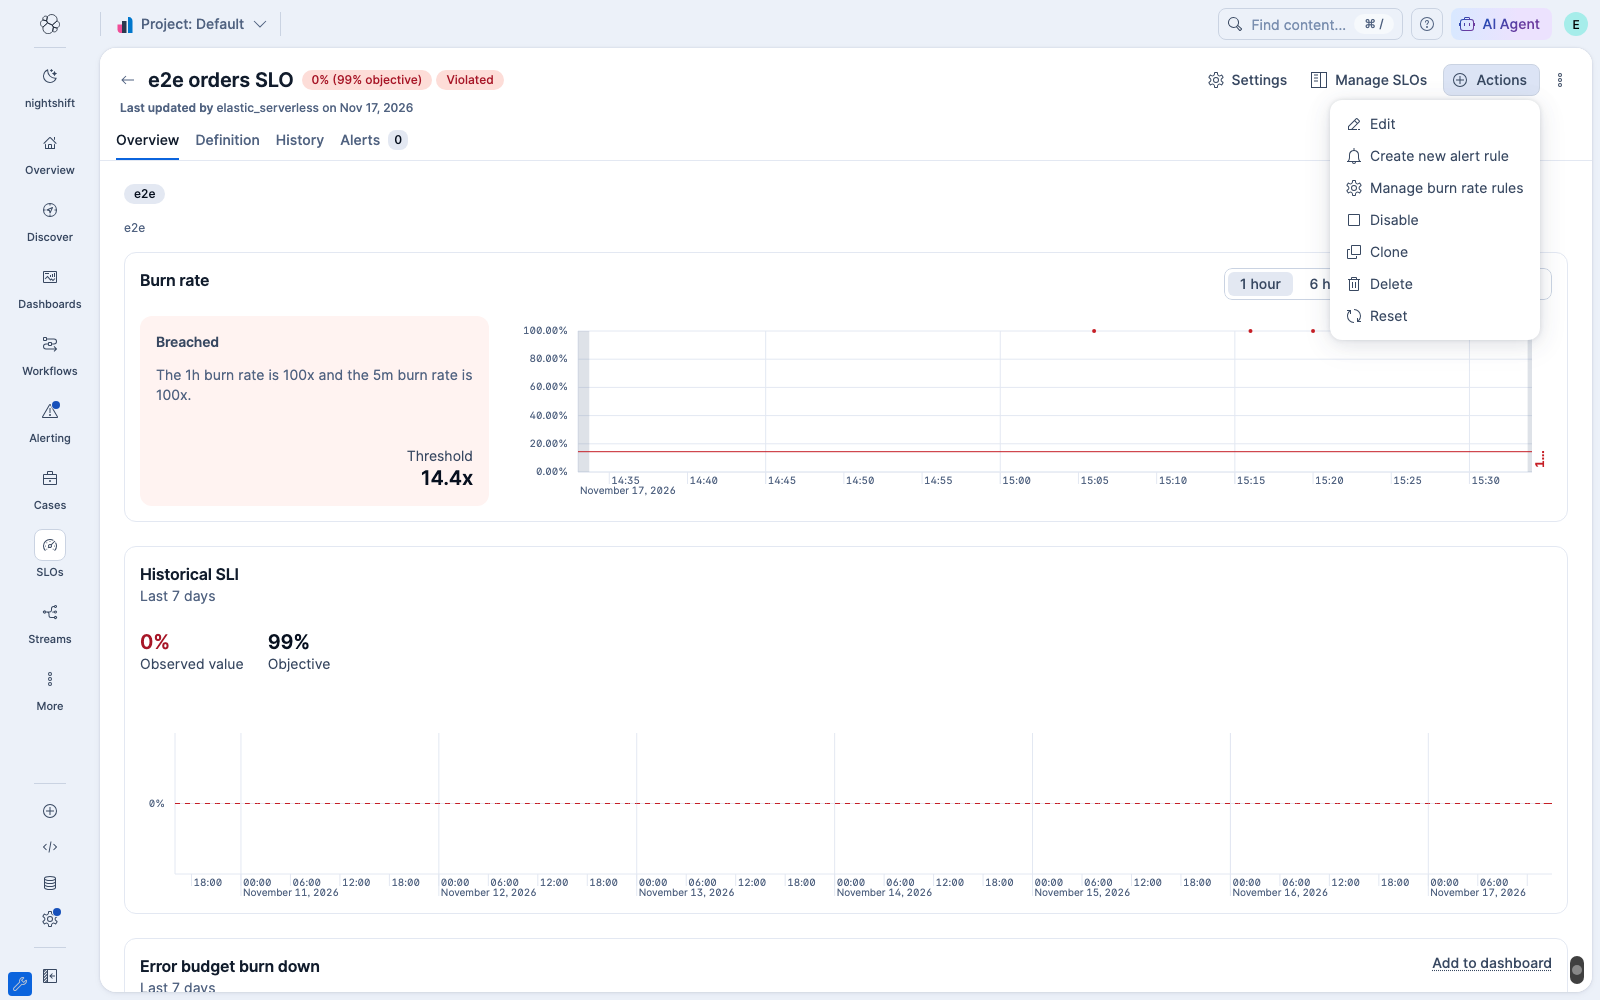 Project: Default
Find content...
⌘ /
AI Agent
E
nightshift
Overview
Discover
Dashboards
Workflows
Alerting
Cases
SLOs
Streams
More
e2e orders SLO
0% (99% objective)
Violated
Settings
Manage SLOs
Actions
Last updated by elastic_serverless on Nov 17, 2026
Overview
Definition
History
Alerts
0
Edit
Create new alert rule
Manage burn rate rules
Disable
Clone
Delete
Reset
e2e
e2e
Burn rate
1 hour
6 h
Breached
The 1h burn rate is 100x and the 5m burn rate is
100x.
Threshold
14.4x
100.00%
80.00%
60.00%
40.00%
20.00%
0.00%
1...
14:35 14:40 14:45 14:50 14:55 15:00 15:05 15:10 15:15 15:20 15:25 15:30
November 17, 2026
Historical SLI
Last 7 days
0%
99%
Observed value
Objective
0%
18:00 00:00 06:00 12:00 18:00 00:00 06:00 12:00 18:00 00:00 06:00 12:00 18:00 00:00 06:00 12:00 18:00 00:00 06:00 12:00 18:00 00:00 06:00 12:00 18:00 00:00 06:00
November 11, 2026 November 12, 2026 November 13, 2026 November 14, 2026 November 15, 2026 November 16, 2026 November 17, 2026
Error budget burn down
Add to dashboard
Last 7 days